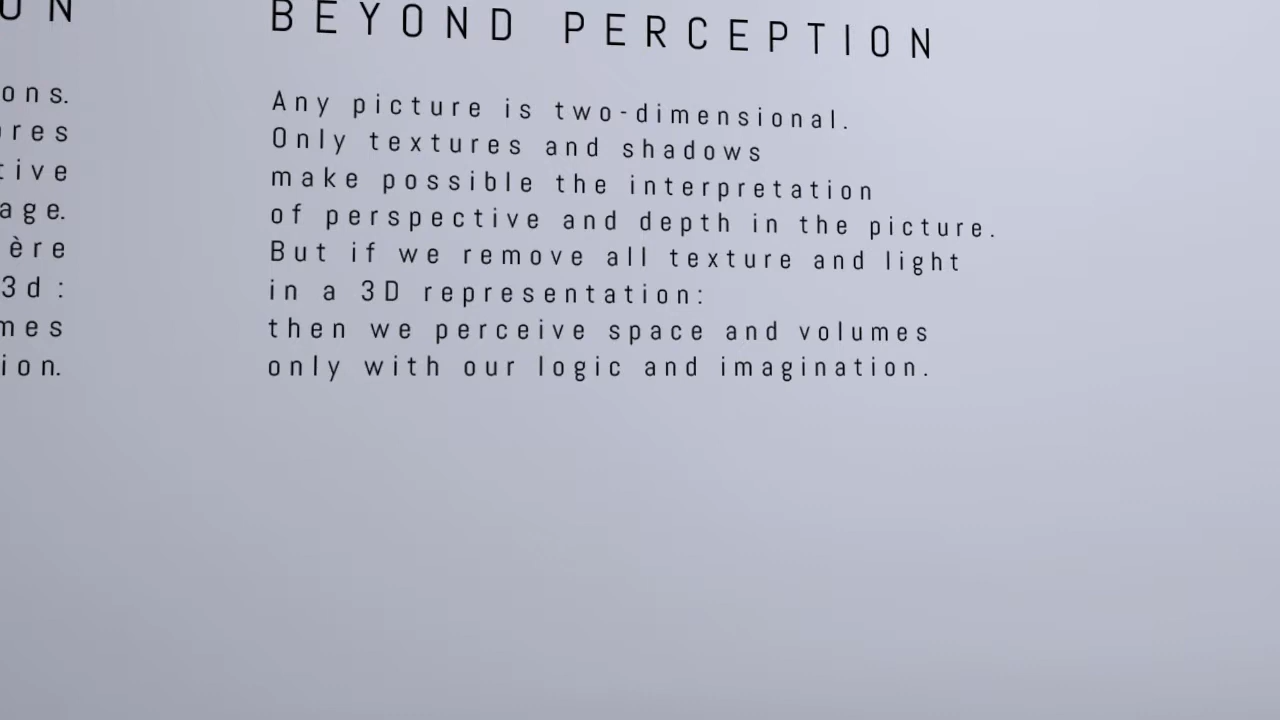 BEYOND PERCEPTION
Any picture is two-dimensional.
Only textures and shadows
make possible the interpretation
of perspective and depth in the picture.
But if we remove all texture and light
in a 3D representation:
then we perceive space and volumes
only with our logic and imagination.